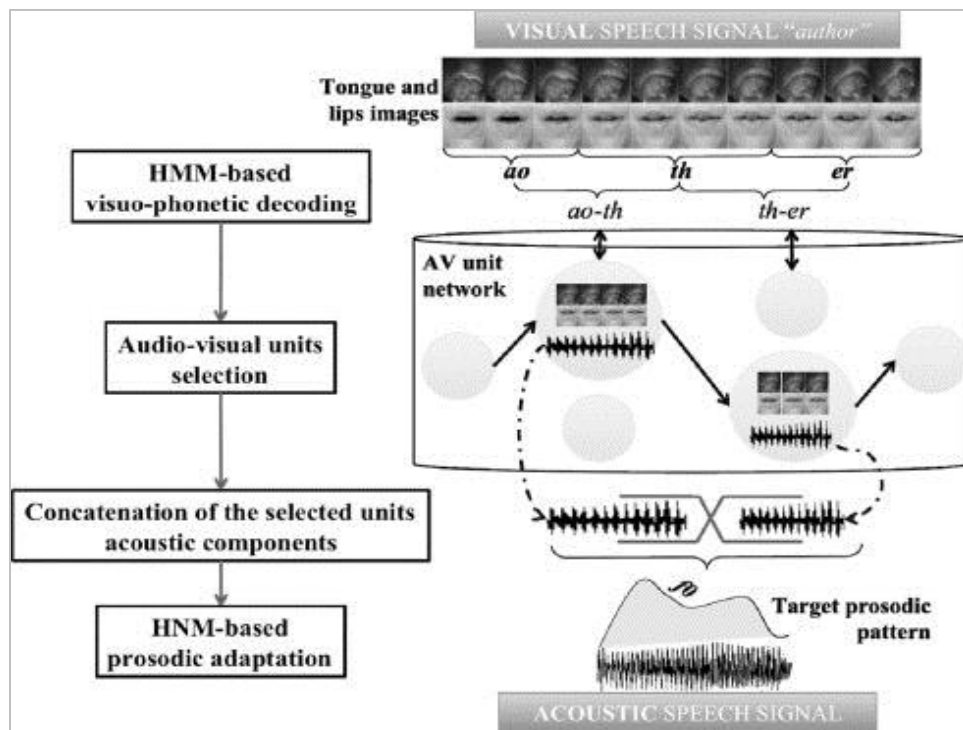 VISUAL SPEECH SIGNAL "author"
Tongue and
lips images
ao th er
ao-th th-er
HMM-based
visuo-phonetic decoding
AV unit
network
Audio-visual units
selection
Concatenation of the selected units
acoustic components
f0
Target prosodic
pattern
HNM-based
prosodic adaptation
ACOUSTIC SPEECH SIGNAL